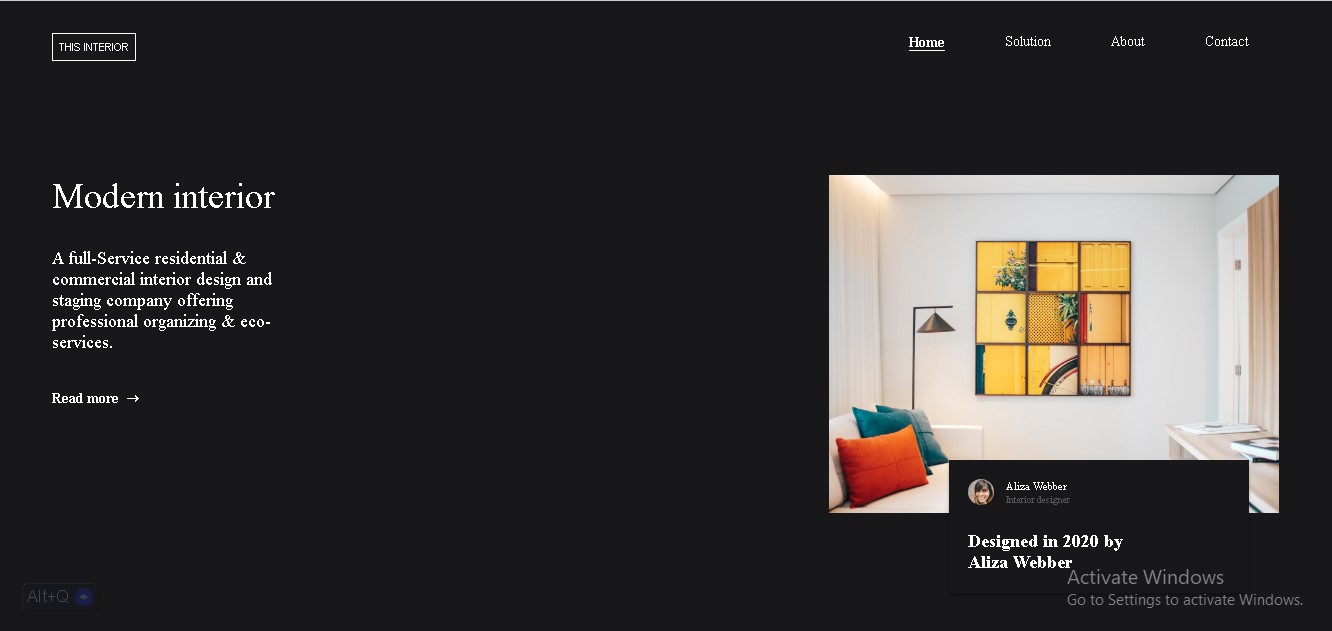 THIS INTERIOR
Home
Solution
About
Contact
Modern interior
A full-Service residential &
commercial interior design and
staging company offering
professional organizing & eco-
services.
Read more →
Aliza Webber
Interior designer
Designed in 2020 by
Aliza Webber
Activate Windows
Go to Settings to activate Windows.
Alt+Q